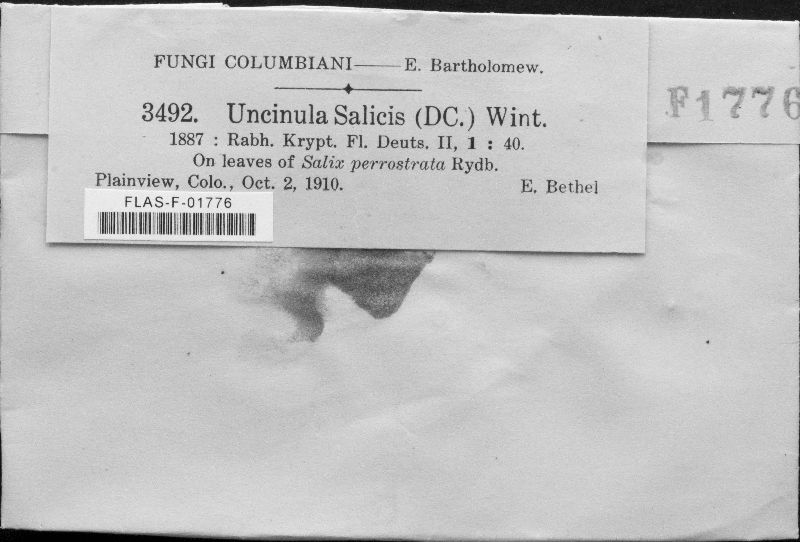 FUNGI COLUMBIANI——E. Bartholomew.
3492. Uncinula Salicis (DC.) Wint.
1887 : Rabh. Krypt. Fl. Deuts. II, 1 : 40.
On leaves of Salix perrostrata Rydb.
Plainview, Colo., Oct. 2, 1910. E. Bethel
FLAS-F-01776
F1776